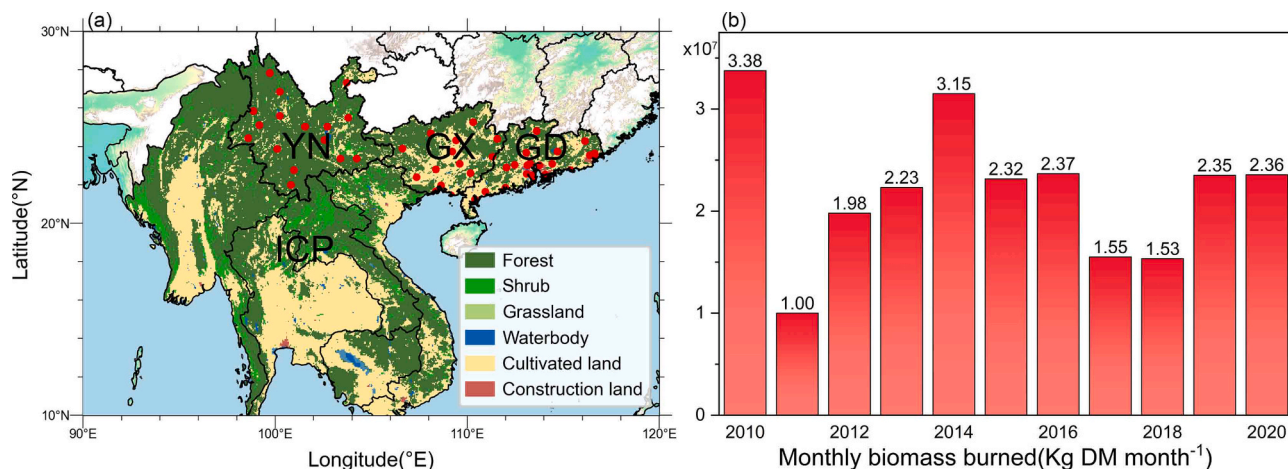 (a)
30°N
20°N
10°N
Latitude(°N)
YN
GX
GD
ICP
Forest
Shrub
Grassland
Waterbody
Cultivated land
Construction land
90°E
100°E
110°E
120°E
Longitude(°E)
(b)
x10⁷
3
2
1
0
3.38
1.00
1.98
2.23
3.15
2.32
2.37
1.55
1.53
2.35
2.36
2010
2012
2014
2016
2018
2020
Monthly biomass burned(Kg DM month⁻¹)